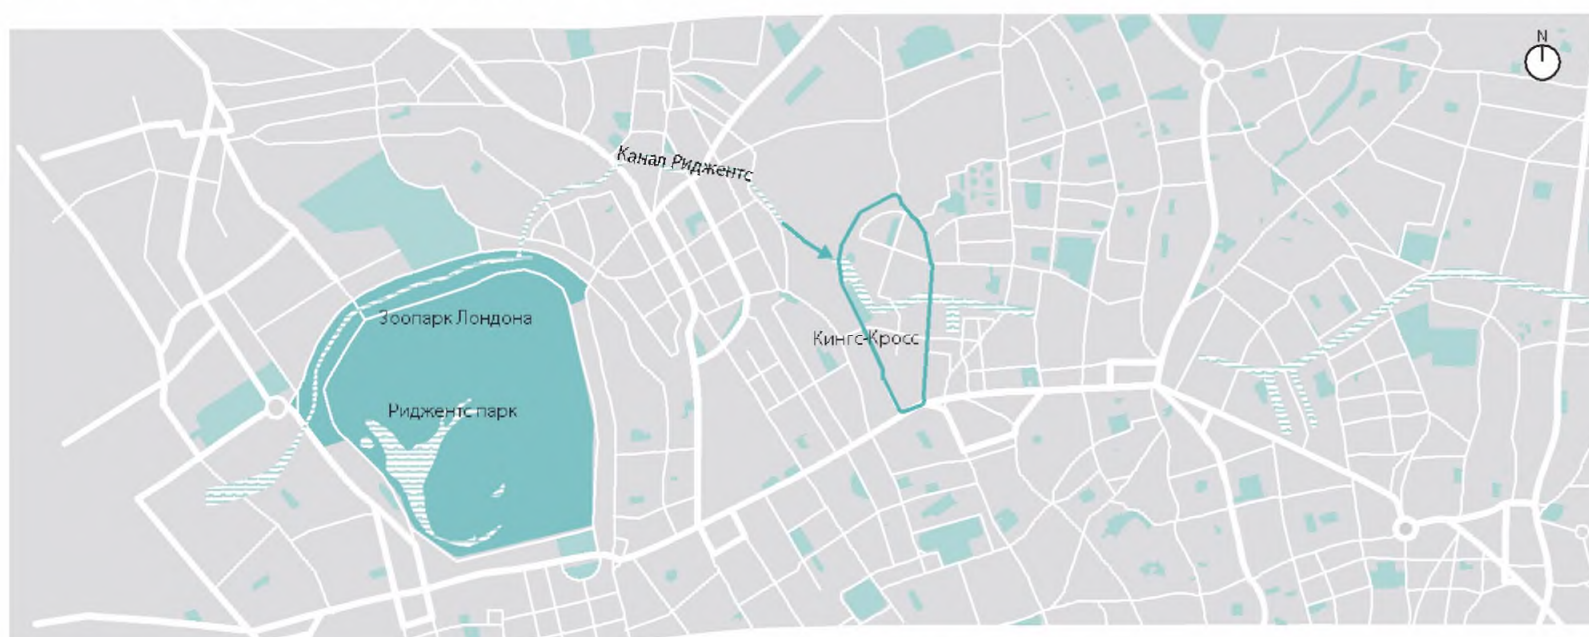 N
Канал Риджентс
Зоопарк Лондона
Кингс-Кросс
Риджентс парк